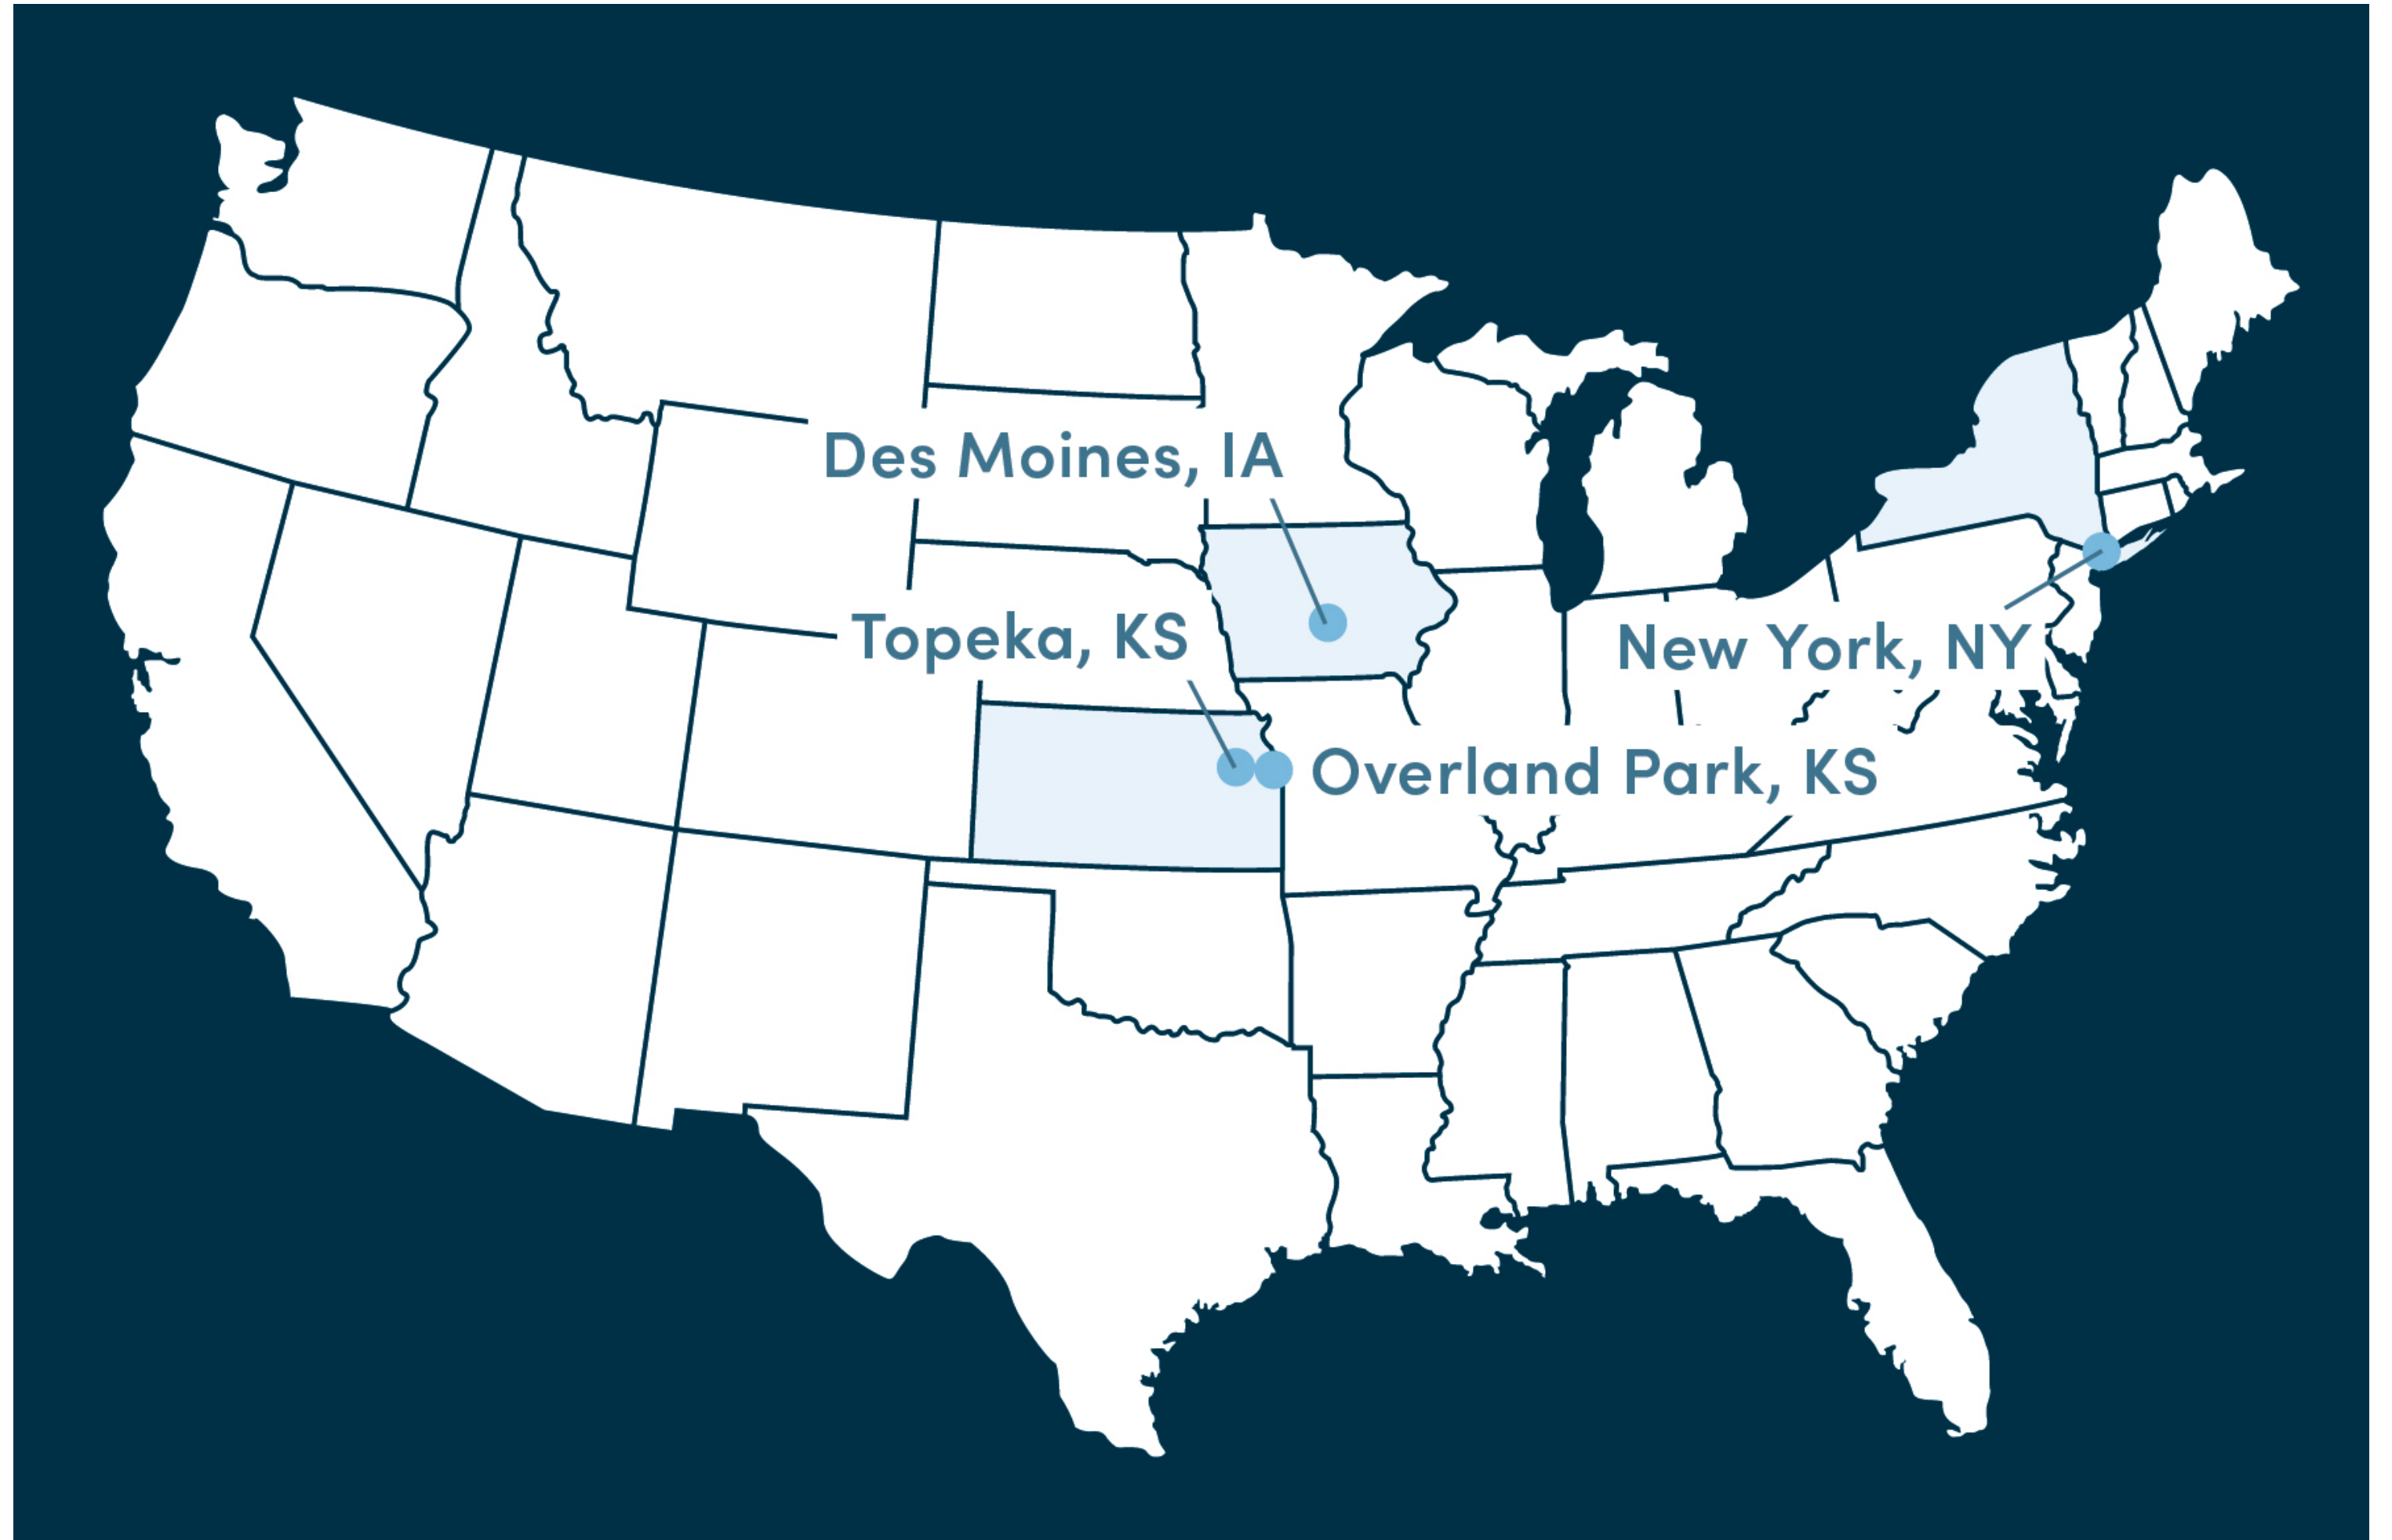 Des Moines, IA
Topeka, KS
New York, NY
Overland Park, KS